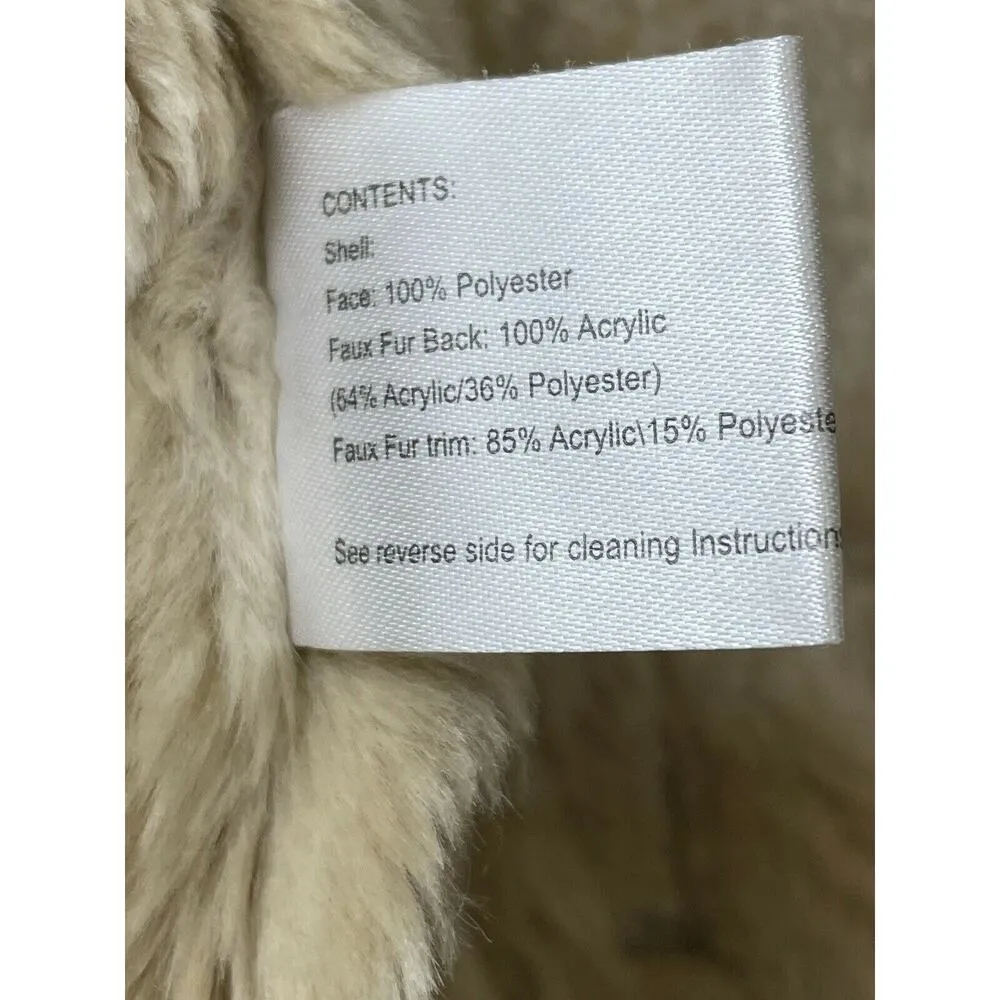 CONTENTS:
Shell:
Face: 100% Polyester
Faux Fur Back: 100% Acrylic
(64% Acrylic/36% Polyester)
Faux Fur trim: 85% Acrylic\15% Polyeste
See reverse side for cleaning Instruction